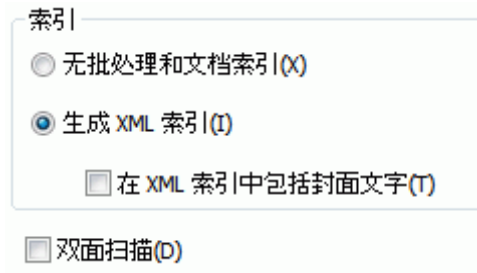 索引
无批处理和文档索引(X)
生成 XML 索引(I)
在 XML 索引中包括封面文字(T)
双面扫描(D)